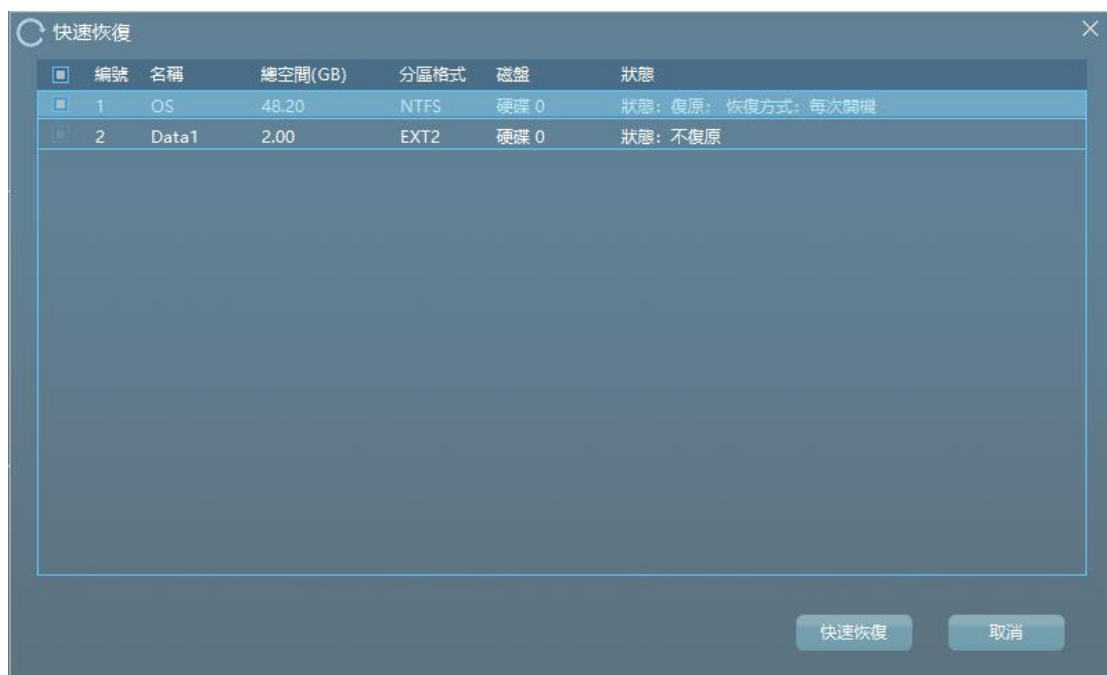 快速恢復
編號 名稱 總空間(GB) 分區格式 磁盤 狀態
1 OS 48.20 NTFS 硬碟 0 狀態：復原： 恢復方式：每次開機
2 Data1 2.00 EXT2 硬碟 0 狀態：不復原
快速恢復 取消